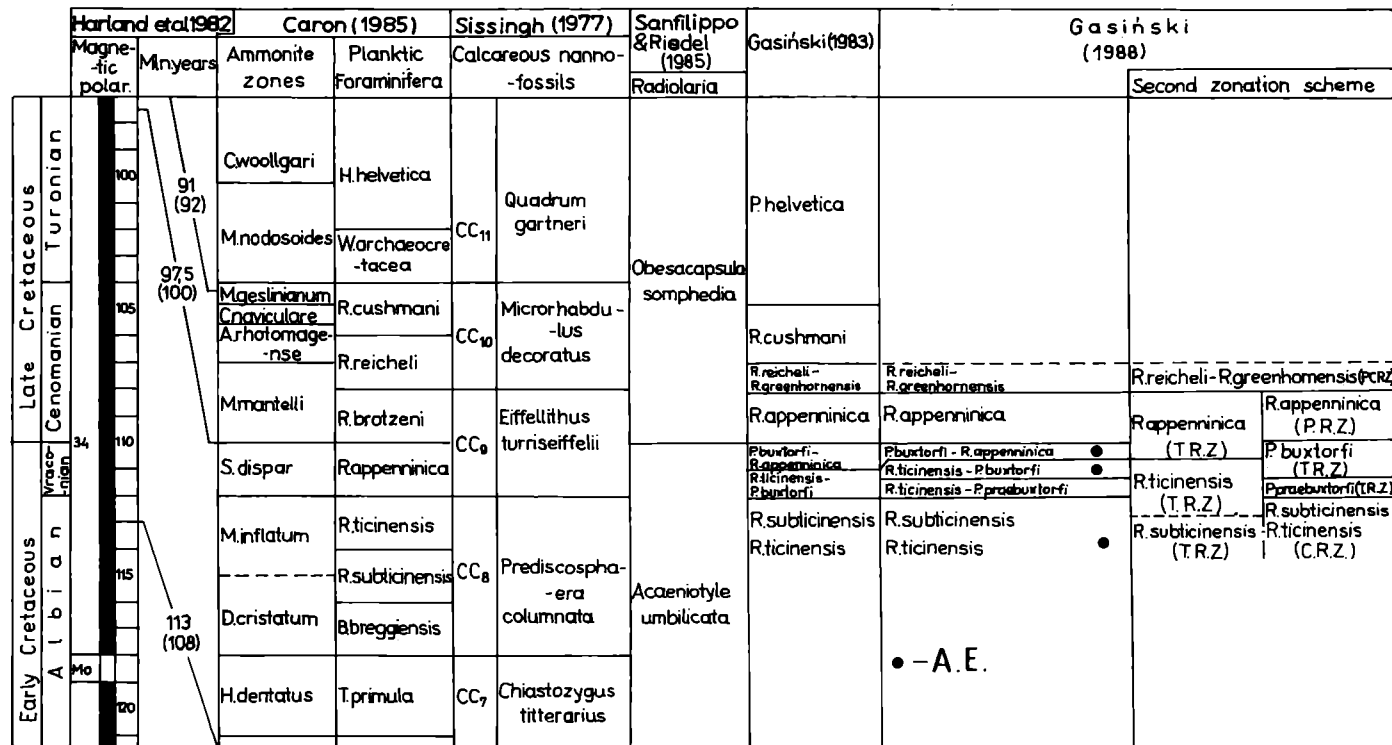 Harland etal.1982
Caron (1985)
Sissingh (1977)
Sanfilippo
&Riedel
(1985)
Gasiński(1983)
Gasiński
(1988)
Magne-
-tic
polar.
Mln years
Ammonite
zones
Planktic
Foraminifera
Calcareous nanno-
-fossils
Radiolaria
Second zonation scheme
Late Cretaceous
Early Cretaceous
Turonian
Cenomanian
Vraco-
-nian
Albian
34
Mo
100
105
110
115
120
91
(92)
97,5
(100)
113
(108)
C.woollgari
M.nodosoides
M.geslinianum
C.naviculare
A.rhotomage-
-nse
M.mantelli
S.dispar
M.inflatum
D.cristatum
H.dentatus
H.helvetica
W.archaeocre
-tacea
R.cushmani
R.reicheli
R.brotzeni
R.appenninica
R.ticinensis
R.subticinensis
B.breggiensis
T.primula
CC11
Quadrum
gartneri
CC10
Microrhabdu-
-lus
decoratus
CC9
Eiffellithus
turriseiffelii
CC8
Prediscospha-
-era
columnata
CC7
Chiastozygus
titterarius
Obesacapsula
somphedia
Acaeniotyle
umbilicata
P.helvetica
R.cushmani
R.reicheli-
R.greenhornensis
R.appenninica
P.buxtorfi-
-R.appenninica
R.ticinensis-
P.buxtorfi
R.subticinensis
R.ticinensis
R.reicheli-
R.greenhornensis
R.appenninica
P.buxtorfi - R.appenninica
R.ticinensis - P.buxtorfi
R.ticinensis - P.praebuxtorfi
R.subticinensis
R.ticinensis
● - A.E.
R.reicheli-R.greenhornensis(PCRZ)
R.appenninica
(T.R.Z)
R.ticinensis
(T.R.Z)
R.subticinensis
(T.R.Z)
R.appenninica
(P.R.Z)
P.buxtorfi
(T.R.Z)
P.praebuxtorfi(T.R.Z)
R.subticinensis
-R.ticinensis
(C.R.Z.)